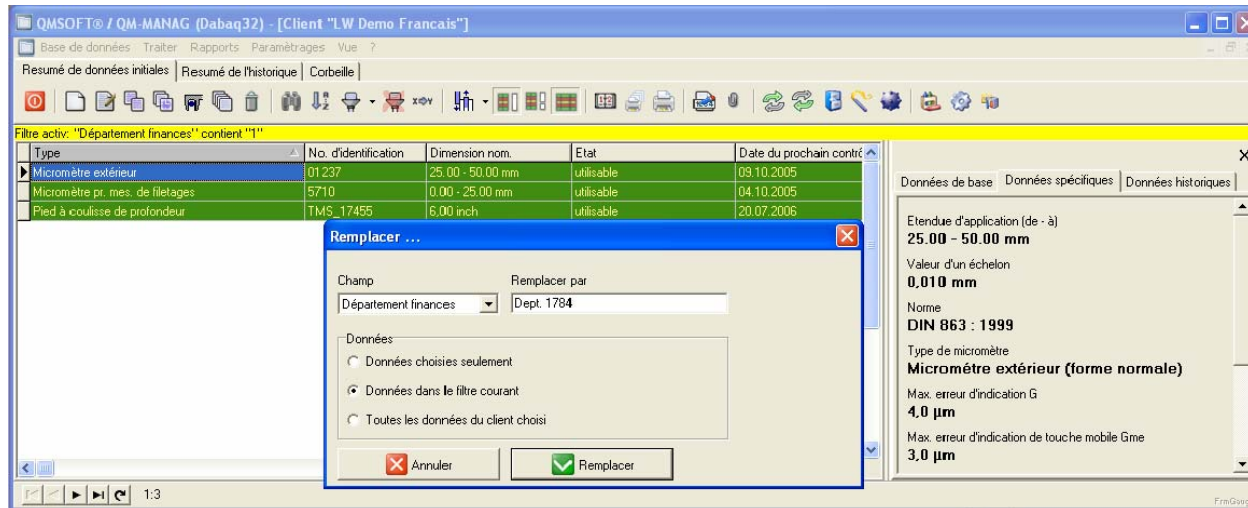 QMSOFT® / QM-MANAG (Dabaq32) - [Client "LW Demo Francais"]
Base de données Traiter Rapports Paramètrages Vue ?
Resumé de données initiales Resumé de l'historique Corbeille
Filtre activ: "Département finances" contient "1"
Type No. d'identification Dimension nom. Etat Date du prochain contrô
Micromètre extérieur 01237 25.00 - 50.00 mm utilisable 09.10.2005
Micromètre pr. mes. de filetages 5710 0.00 - 25.00 mm utilisable 04.10.2005
Pied à coulisse de profondeur TMS_17455 6,00 inch utilisable 20.07.2006
Remplacer ...
Champ Remplacer par
Département finances Dept. 1784
Données
Données choisies seulement
Données dans le filtre courant
Toutes les données du client choisi
Annuler Remplacer
Données de base Données spécifiques Données historiques
Etendue d'application (de - à)
25.00 - 50.00 mm
Valeur d'un échelon
0,010 mm
Norme
DIN 863 : 1999
Type de micromètre
Micrométre extérieur (forme normale)
Max. erreur d'indication G
4,0 µm
Max. erreur d'indication de touche mobile Gme
3,0 µm
1:3